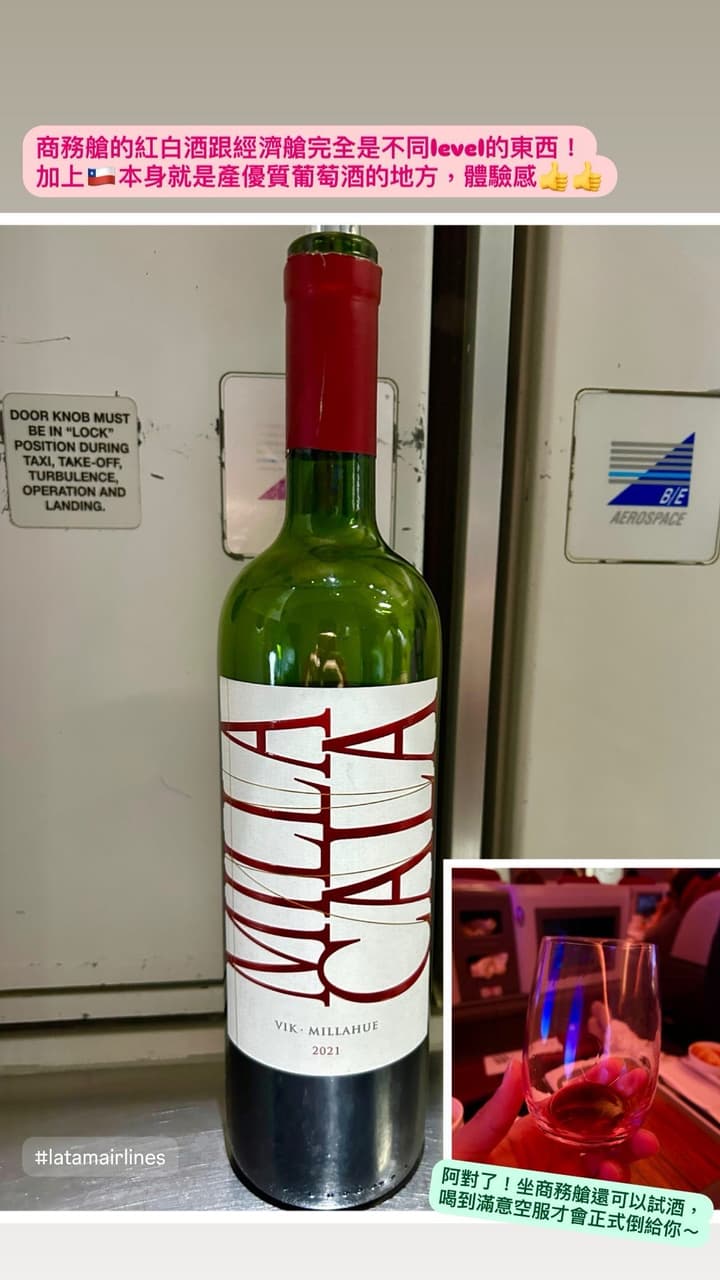 商務艙的紅白酒跟經濟艙完全是不同level的東西！
加上🇨🇱本身就是產優質葡萄酒的地方，體驗感👍👍
DOOR KNOB MUST
BE IN “LOCK”
POSITION DURING
TAXI, TAKE-OFF,
TURBULENCE,
OPERATION AND
LANDING.
B/E
AEROSPACE
MILLA
CALA
VIK · MILLAHUE
2021
#latamairlines
阿對了！坐商務艙還可以試酒，
喝到滿意空服才會正式倒給你～